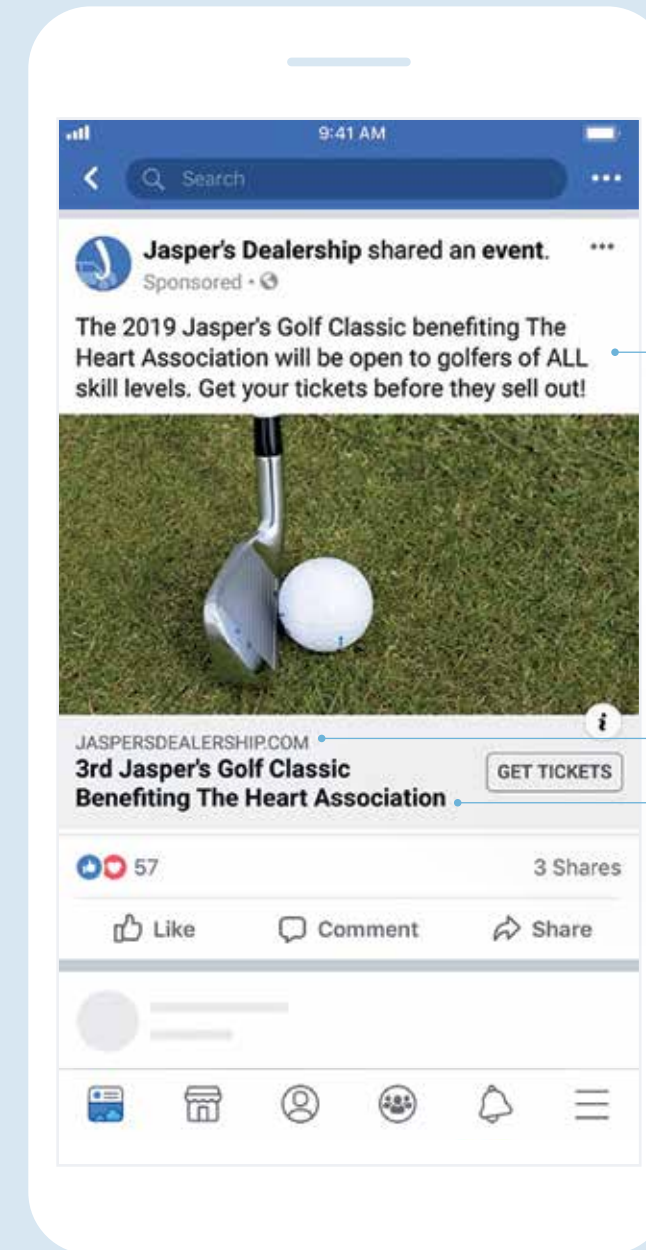 9:41 AM
Search
Jasper's Dealership shared an event.
Sponsored •
The 2019 Jasper's Golf Classic benefiting The
Heart Association will be open to golfers of ALL
skill levels. Get your tickets before they sell out!
i
JASPERSDEALERSHIP.COM
3rd Jasper's Golf Classic
Benefiting The Heart Association
GET TICKETS
57
3 Shares
Like Comment Share